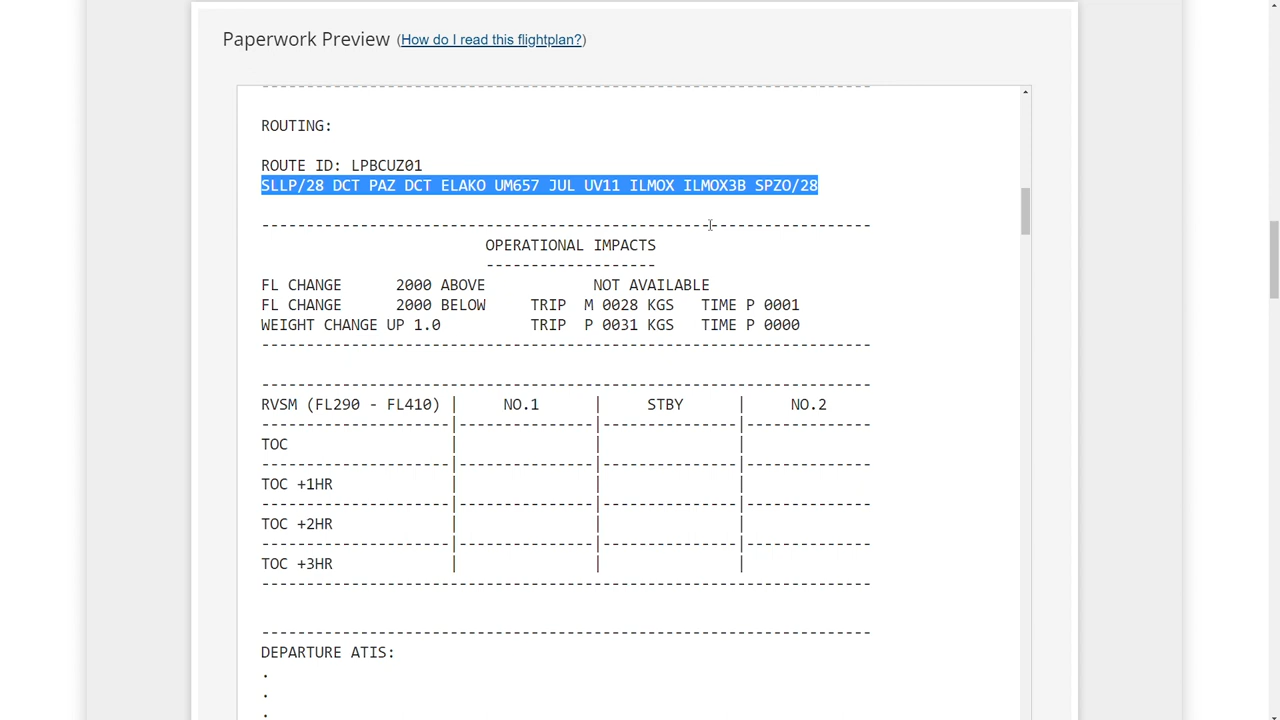 Paperwork Preview (How do I read this flightplan?)
--------------------------------------------------------------------
ROUTING:
ROUTE ID: LPBCUZ01
SLLP/28 DCT PAZ DCT ELAKO UM657 JUL UV11 ILMOX ILMOX3B SPZO/28
--------------------------------------------------------------------
OPERATIONAL IMPACTS
-------------------
FL CHANGE 2000 ABOVE NOT AVAILABLE
FL CHANGE 2000 BELOW TRIP M 0028 KGS TIME P 0001
WEIGHT CHANGE UP 1.0 TRIP P 0031 KGS TIME P 0000
--------------------------------------------------------------------
--------------------------------------------------------------------
RVSM (FL290 - FL410) | NO.1 | STBY | NO.2
---------------------|---------------|---------------|--------------
TOC | | |
---------------------|---------------|---------------|--------------
TOC +1HR | | |
---------------------|---------------|---------------|--------------
TOC +2HR | | |
---------------------|---------------|---------------|--------------
TOC +3HR | | |
--------------------------------------------------------------------
--------------------------------------------------------------------
DEPARTURE ATIS:
.
.
.